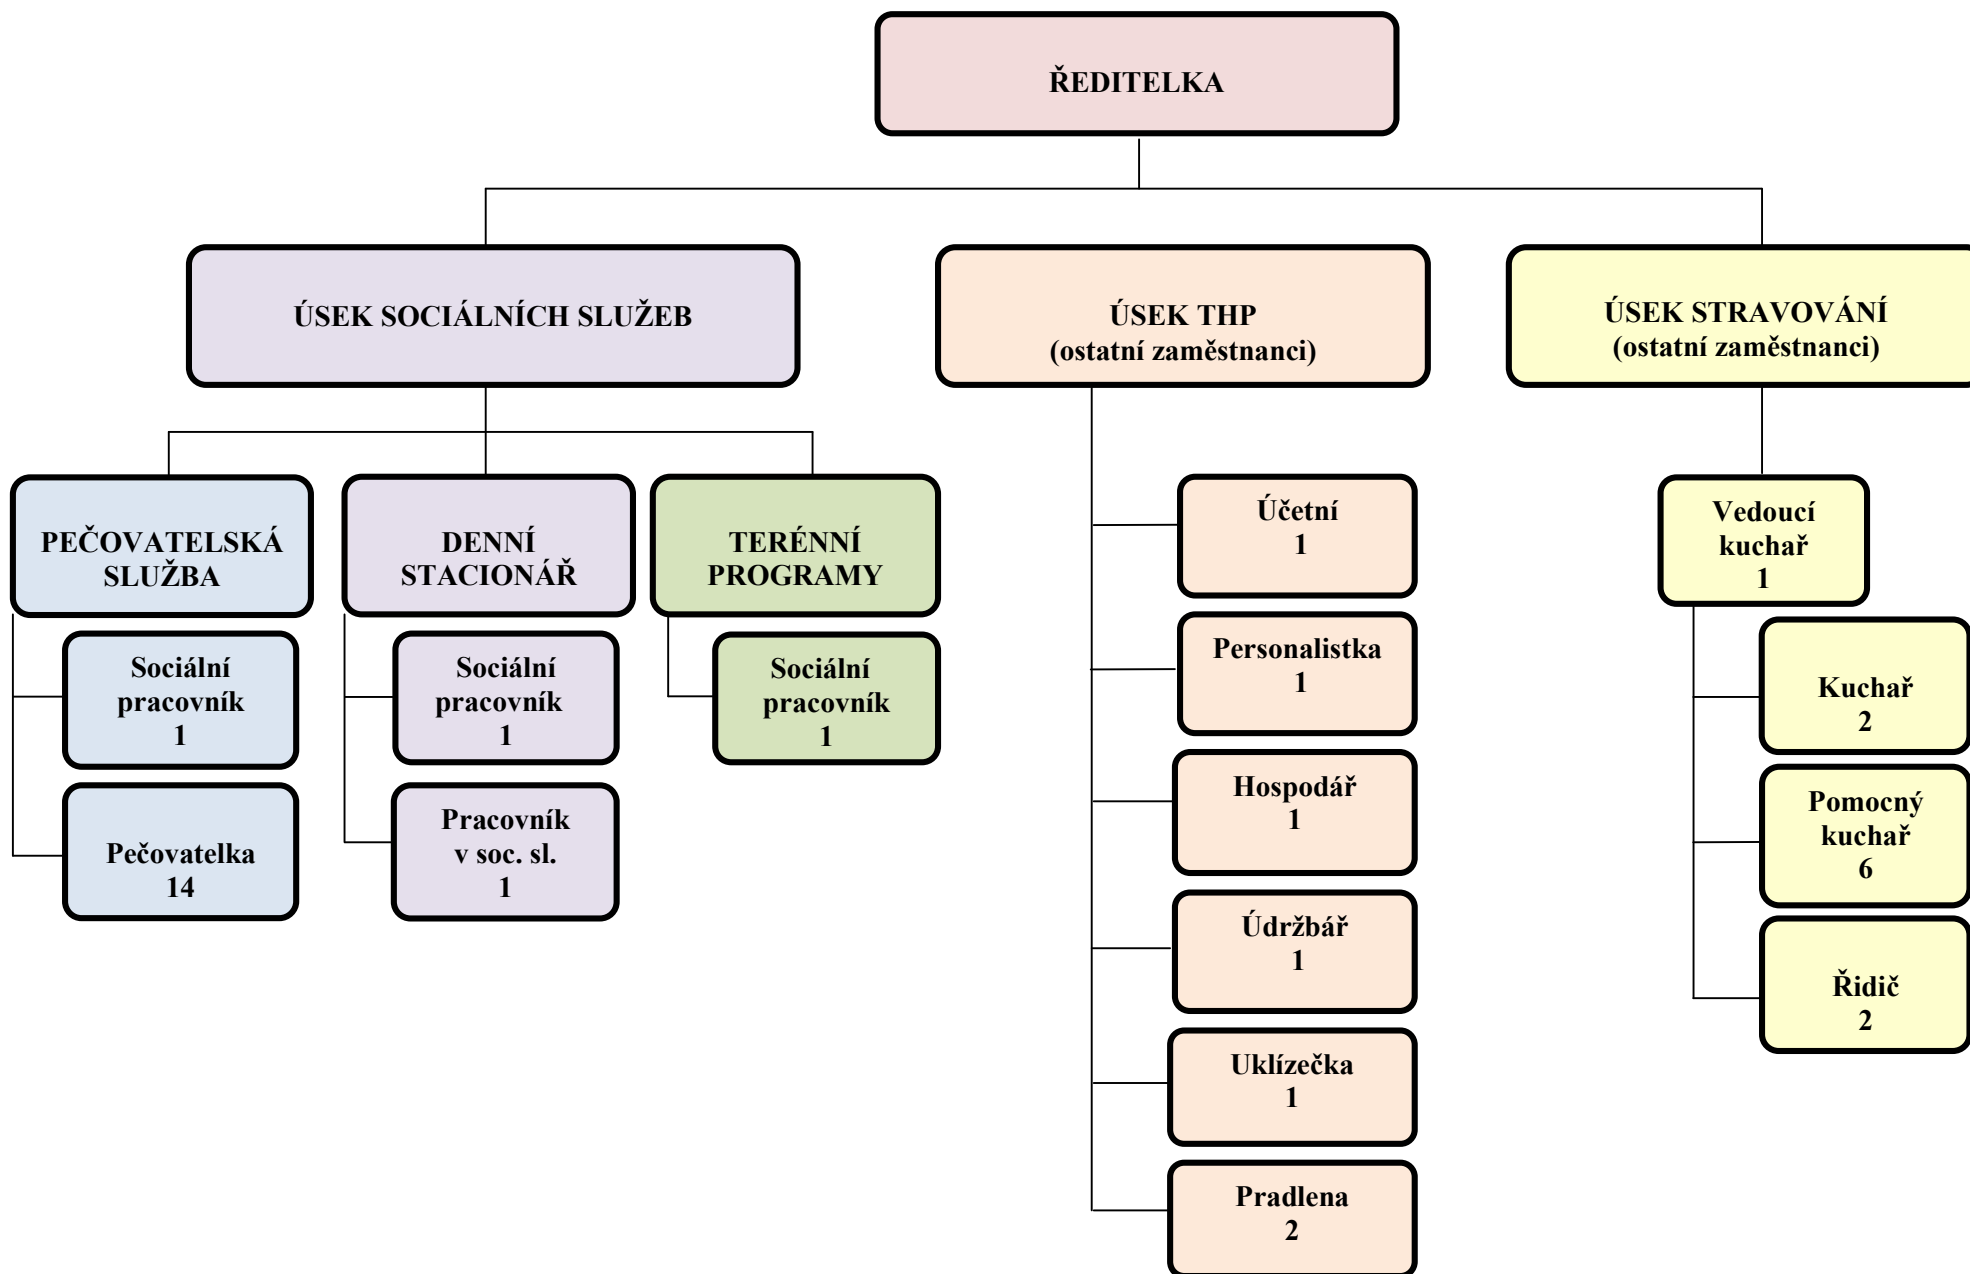 ŘEDITELKA
ÚSEK SOCIÁLNÍCH SLUŽEB
ÚSEK THP
(ostatní zaměstnanci)
ÚSEK STRAVOVÁNÍ
(ostatní zaměstnanci)
PEČOVATELSKÁ
SLUŽBA
DENNÍ
STACIONÁŘ
TERÉNNÍ
PROGRAMY
Sociální
pracovník
1
Pečovatelka
14
Sociální
pracovník
1
Pracovník
v soc. sl.
1
Sociální
pracovník
1
Účetní
1
Personalistka
1
Hospodář
1
Údržbář
1
Uklízečka
1
Pradlena
2
Vedoucí
kuchař
1
Kuchař
2
Pomocný
kuchař
6
Řidič
2